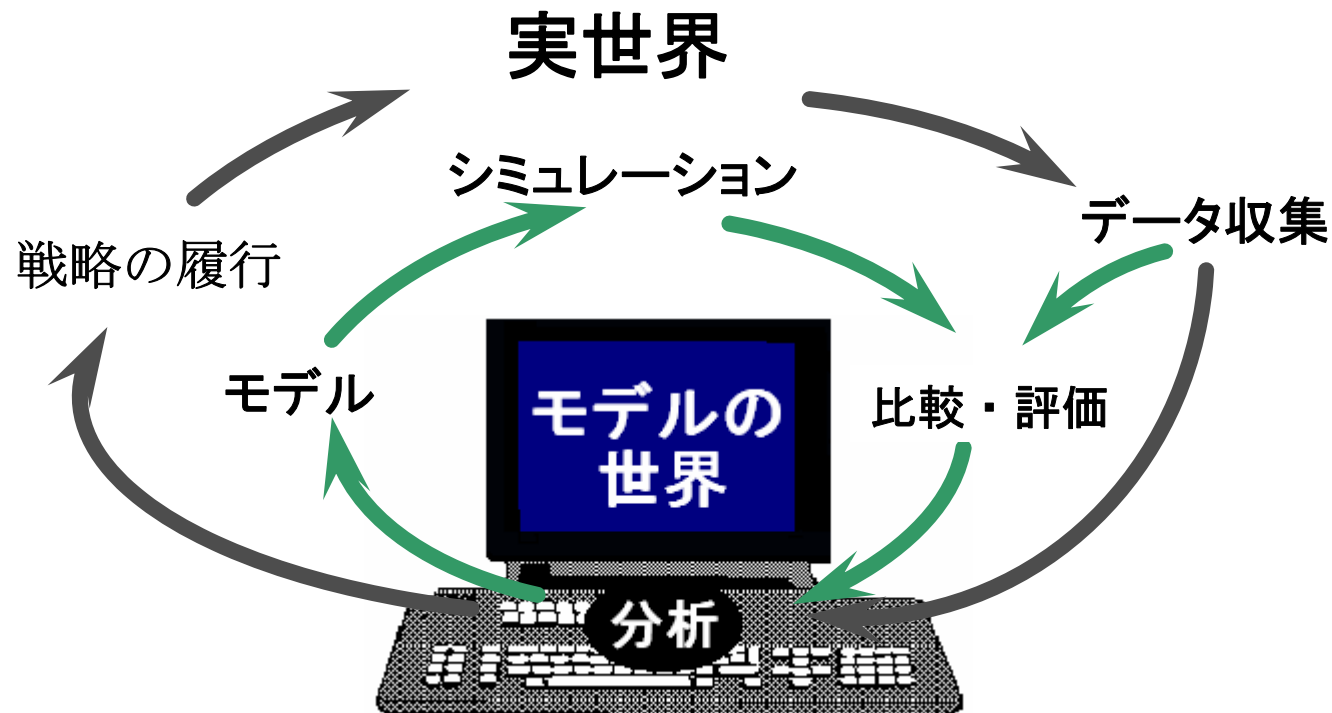 実世界
シミュレーション
データ収集
戦略の履行
モデル
モデルの
世界
比較・評価
分析